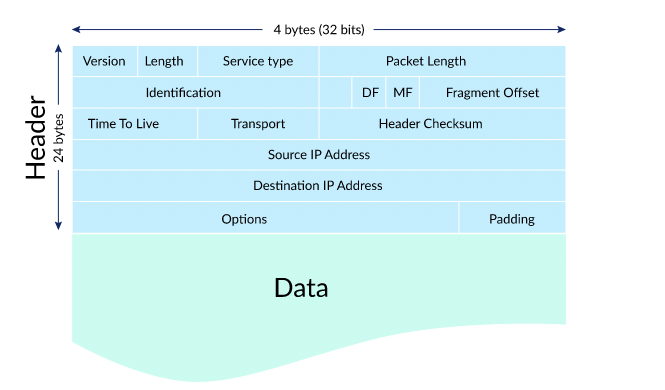 4 bytes (32 bits)
Header
24 bytes
Version Length Service type Packet Length
Identification DF MF Fragment Offset
Time To Live Transport Header Checksum
Source IP Address
Destination IP Address
Options Padding
Data